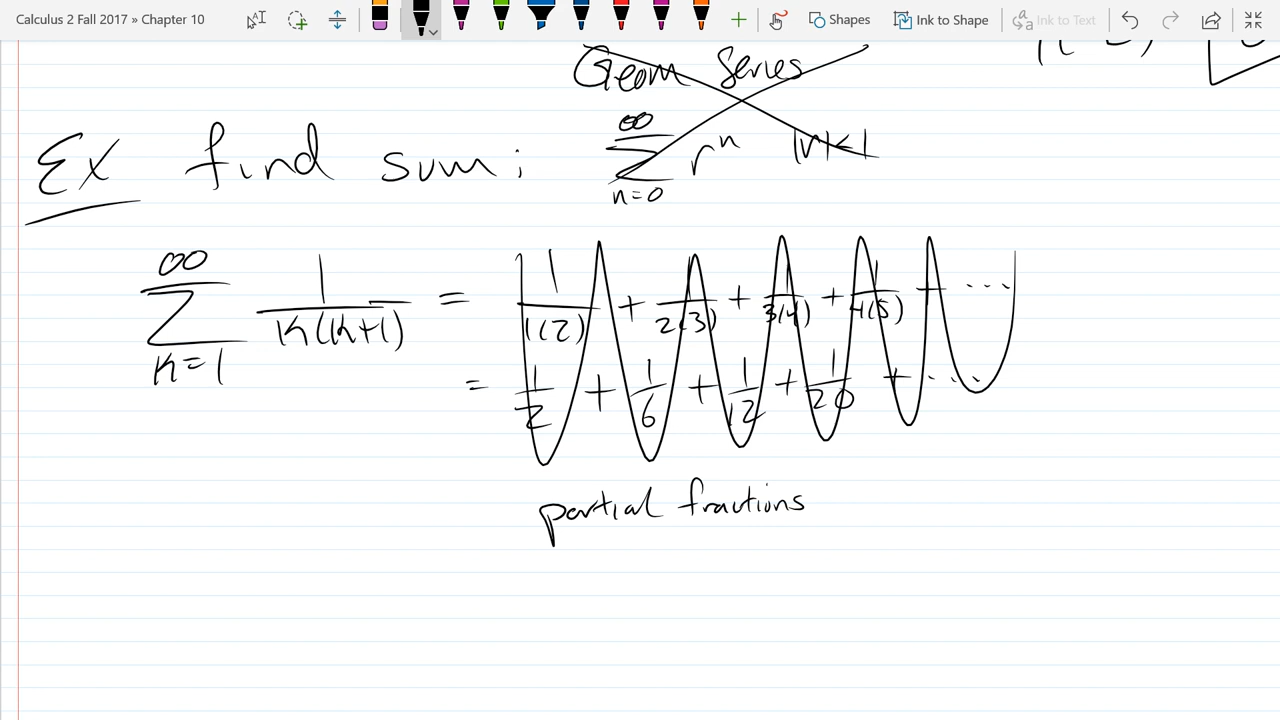 Calculus 2 Fall 2017 » Chapter 10
Shapes Ink to Shape Ink to Text
Geom Series
Ex find sum: ∞ Σ n=0 r^n |r|<1
∞ Σ k=1 1/k(k+1) = 1/1(2) + 1/2(3) + 1/3(4) + 1/4(5) + ...
= 1/2 + 1/6 + 1/12 + 1/20 + ...
partial fractions